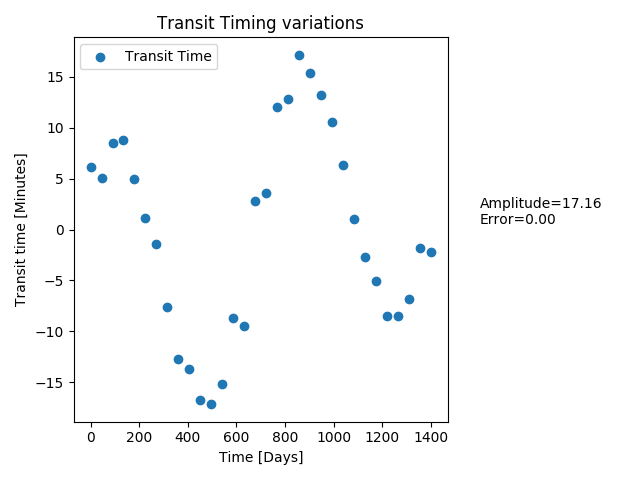 Transit Timing variations
Transit Time
15
10
5
0
−5
−10
−15
Transit time [Minutes]
0 200 400 600 800 1000 1200 1400
Time [Days]
Amplitude=17.16
Error=0.00